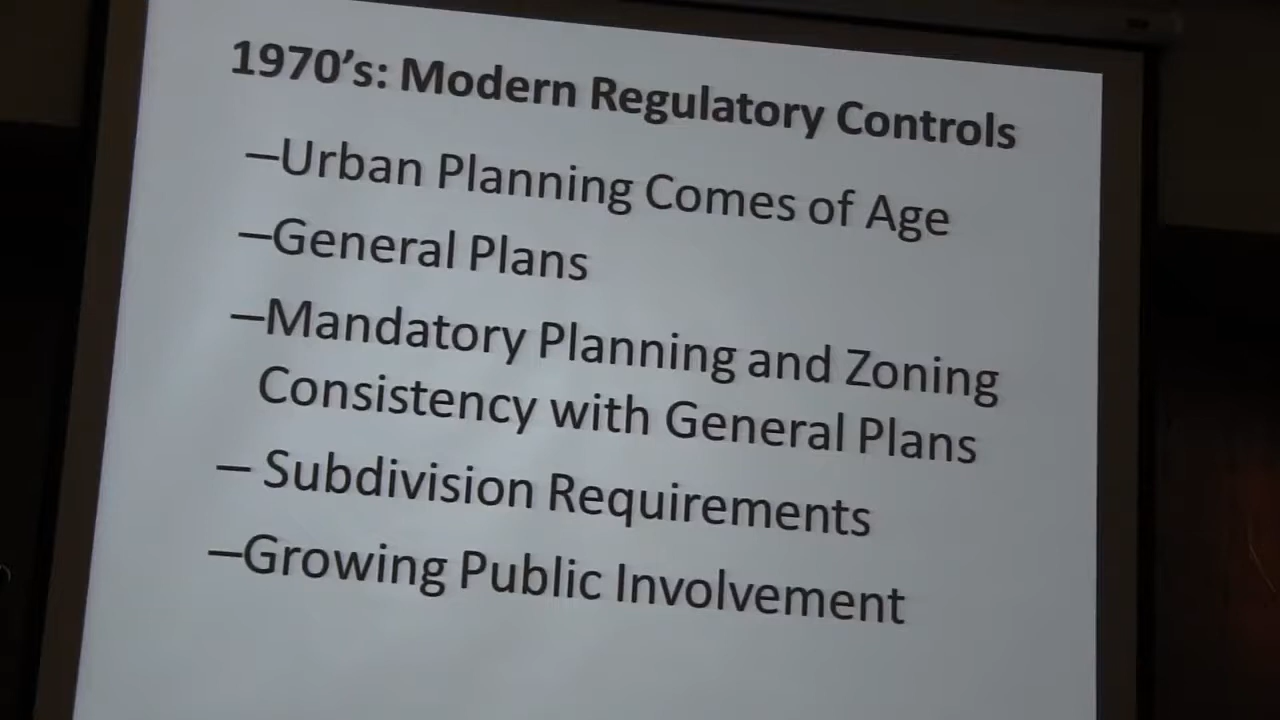 1970's: Modern Regulatory Controls
–Urban Planning Comes of Age
–General Plans
–Mandatory Planning and Zoning
Consistency with General Plans
– Subdivision Requirements
–Growing Public Involvement